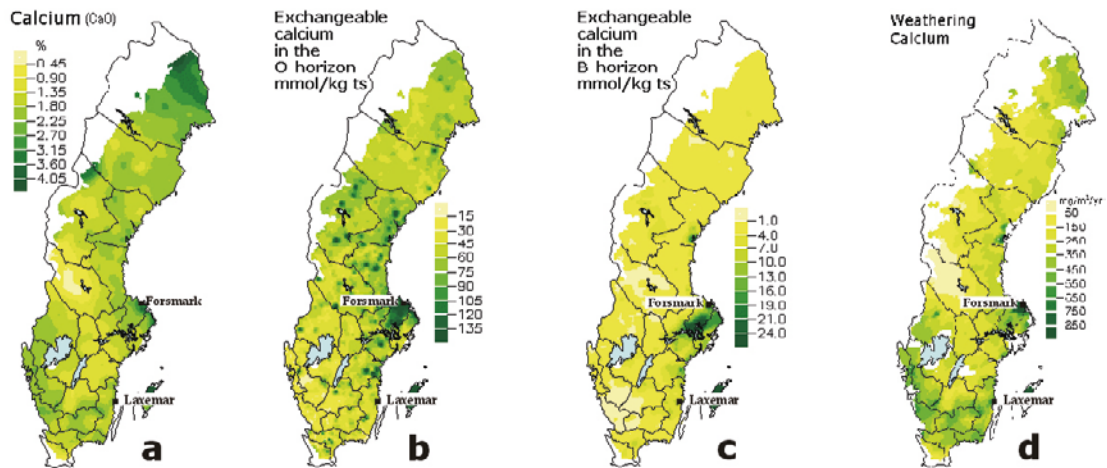 Calcium (CaO)
%
0.45
0.90
1.35
1.80
2.25
2.70
3.15
3.60
4.05
Forsmark
Laxemar
a
Exchangeable
calcium
in the
O horizon
mmol/kg ts
15
30
45
60
75
90
105
120
135
Forsmark
Laxemar
b
Exchangeable
calcium
in the
B horizon
mmol/kg ts
1.0
4.0
7.0
10.0
13.0
16.0
19.0
21.0
24.0
Forsmark
Laxemar
c
Weathering
Calcium
50
150
250
350
450
550
650
750
850
Forsmark
Laxemar
d